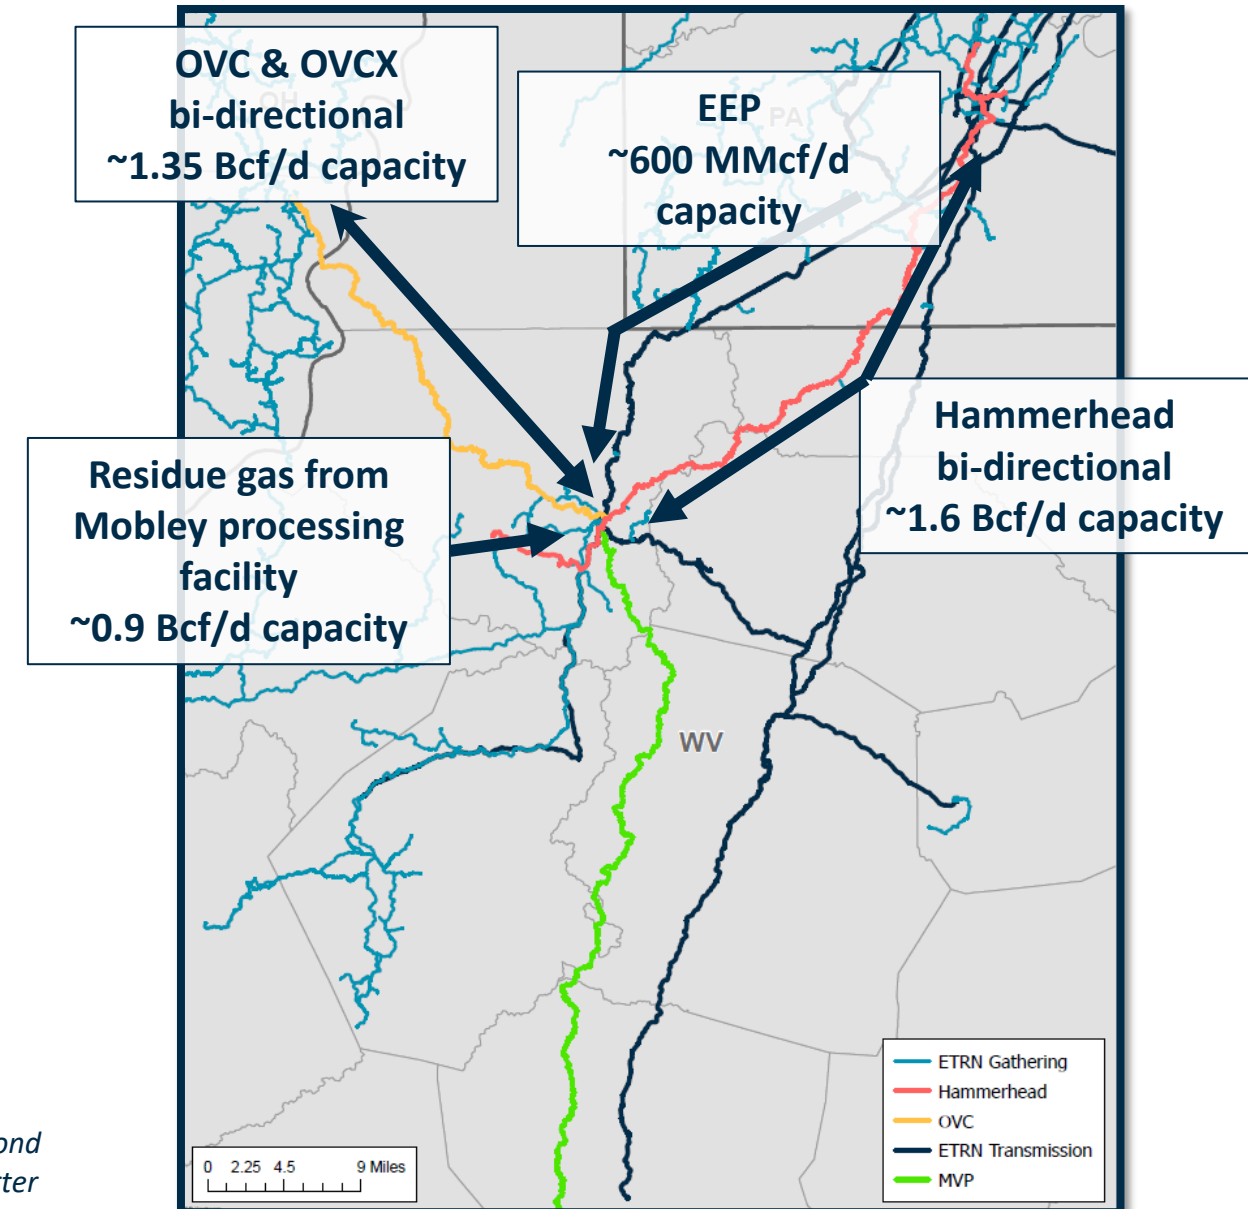 OVC & OVCX
bi-directional
~1.35 Bcf/d capacity
OH
EEP
~600 MMcf/d
capacity
PA
Hammerhead
bi-directional
~1.6 Bcf/d capacity
Residue gas from
Mobley processing
facility
~0.9 Bcf/d capacity
WV
ETRN Gathering
Hammerhead
OVC
ETRN Transmission
MVP
0 2.25 4.5 9 Miles